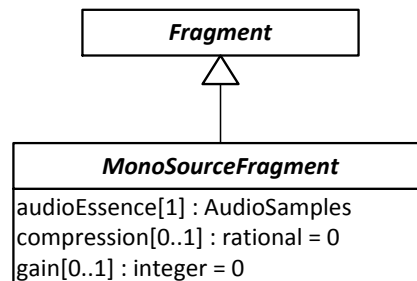 Fragment
MonoSourceFragment
audioEssence[1] : AudioSamples
compression[0..1] : rational = 0
gain[0..1] : integer = 0